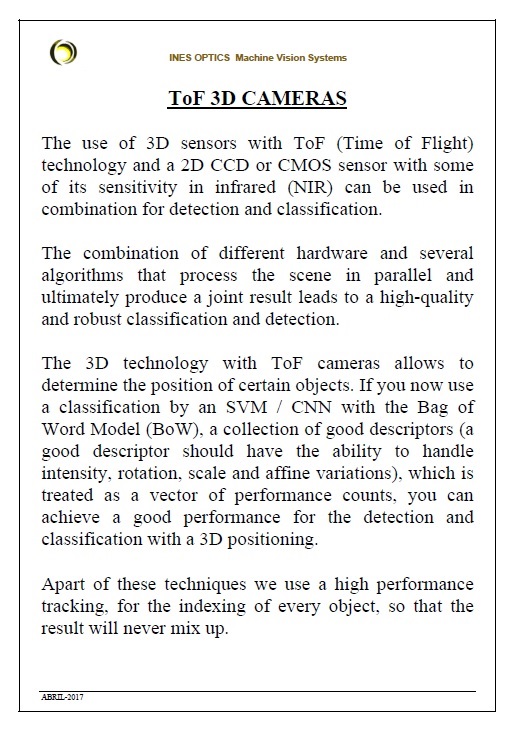 INES OPTICS Machine Vision Systems
ToF 3D CAMERAS
The use of 3D sensors with ToF (Time of Flight)
technology and a 2D CCD or CMOS sensor with some
of its sensitivity in infrared (NIR) can be used in
combination for detection and classification.
The combination of different hardware and several
algorithms that process the scene in parallel and
ultimately produce a joint result leads to a high-quality
and robust classification and detection.
The 3D technology with ToF cameras allows to
determine the position of certain objects. If you now use
a classification by an SVM / CNN with the Bag of
Word Model (BoW), a collection of good descriptors (a
good descriptor should have the ability to handle
intensity, rotation, scale and affine variations), which is
treated as a vector of performance counts, you can
achieve a good performance for the detection and
classification with a 3D positioning.
Apart of these techniques we use a high performance
tracking, for the indexing of every object, so that the
result will never mix up.
ABRIL-2017